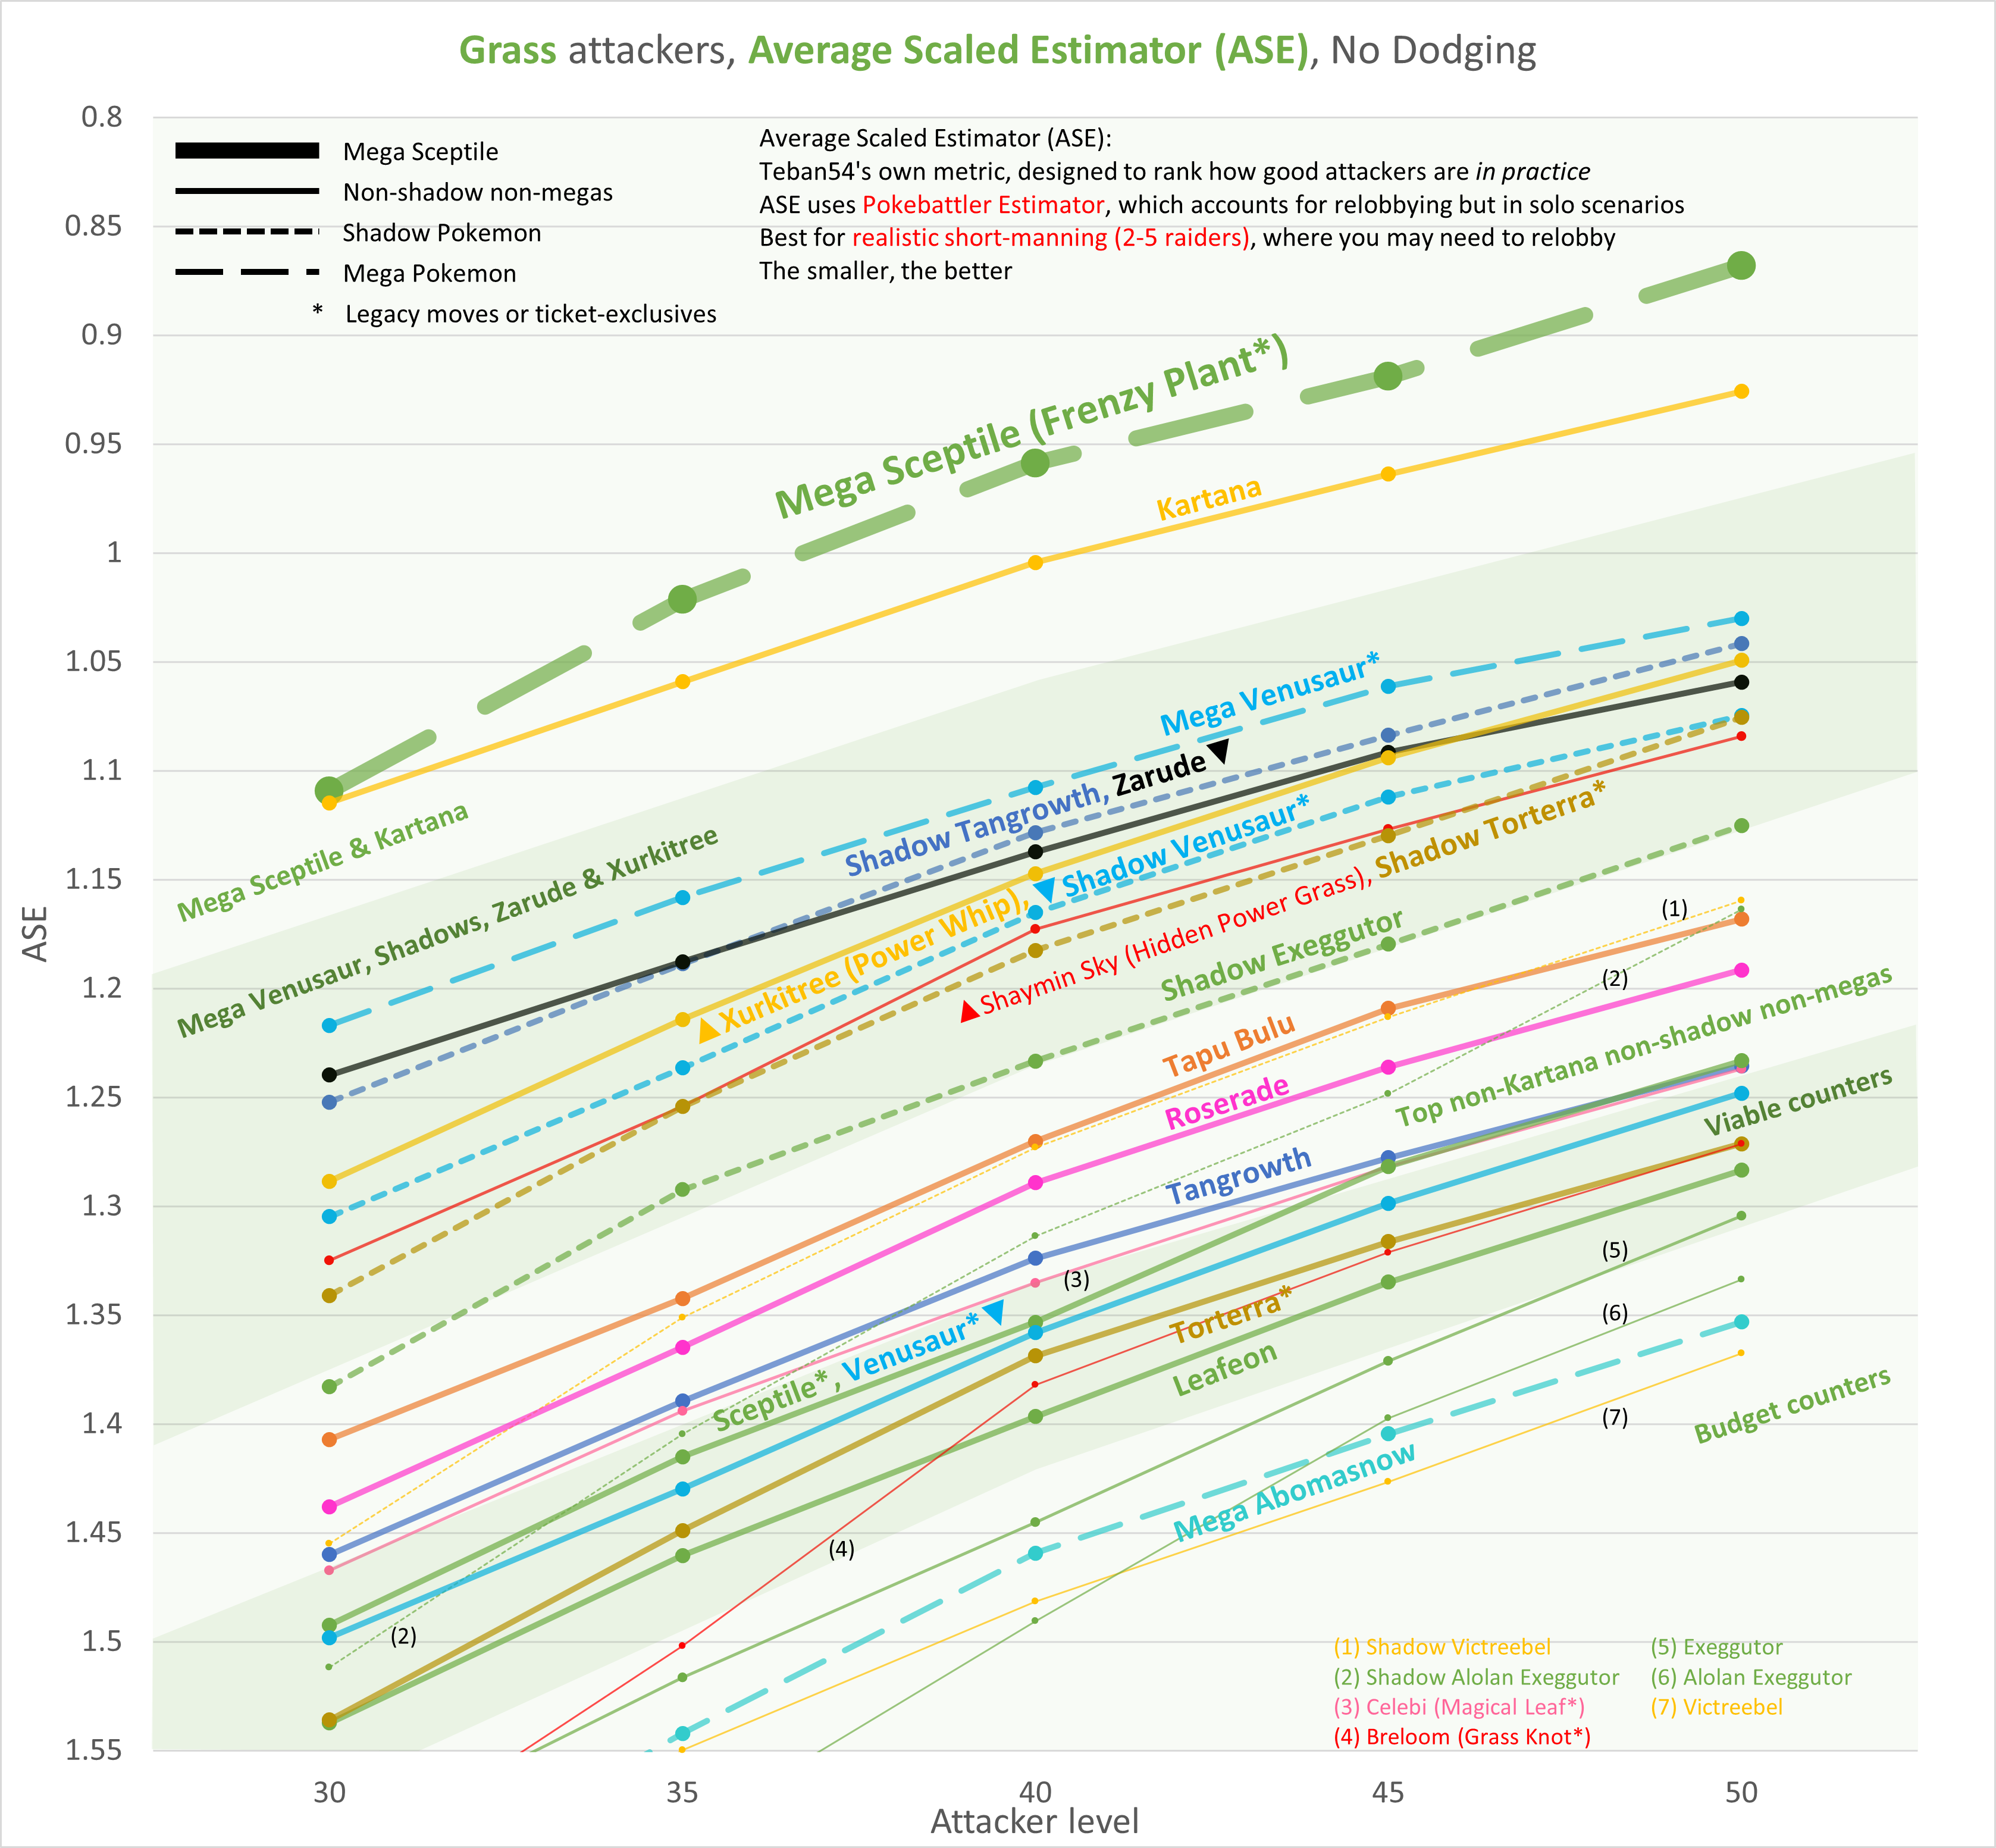 Grass attackers, Average Scaled Estimator (ASE), No Dodging
Mega Sceptile
Non-shadow non-megas
Shadow Pokemon
Mega Pokemon
* Legacy moves or ticket-exclusives
Average Scaled Estimator (ASE):
Teban54's own metric, designed to rank how good attackers are in practice
ASE uses Pokebattler Estimator, which accounts for relobbying but in solo scenarios
Best for realistic short-manning (2-5 raiders), where you may need to relobby
The smaller, the better
0.8
0.85
0.9
0.95
1
1.05
1.1
1.15
1.2
1.25
1.3
1.35
1.4
1.45
1.5
1.55
ASE
Mega Sceptile (Frenzy Plant*)
Kartana
Mega Sceptile & Kartana
Mega Venusaur*
Shadow Tangrowth, Zarude
Mega Venusaur, Shadows, Zarude & Xurkitree
Xurkitree (Power Whip), Shadow Venusaur*
Shaymin Sky (Hidden Power Grass), Shadow Torterra*
Shadow Exeggutor
(1)
(2)
Tapu Bulu
Roserade
Top non-Kartana non-shadow non-megas
Viable counters
Tangrowth
(3)
Sceptile*, Venusaur*
Torterra*
Leafeon
(5)
(6)
(7)
Budget counters
Mega Abomasnow
(4)
(2)
(1) Shadow Victreebel
(2) Shadow Alolan Exeggutor
(3) Celebi (Magical Leaf*)
(4) Breloom (Grass Knot*)
(5) Exeggutor
(6) Alolan Exeggutor
(7) Victreebel
30
35
40
45
50
Attacker level